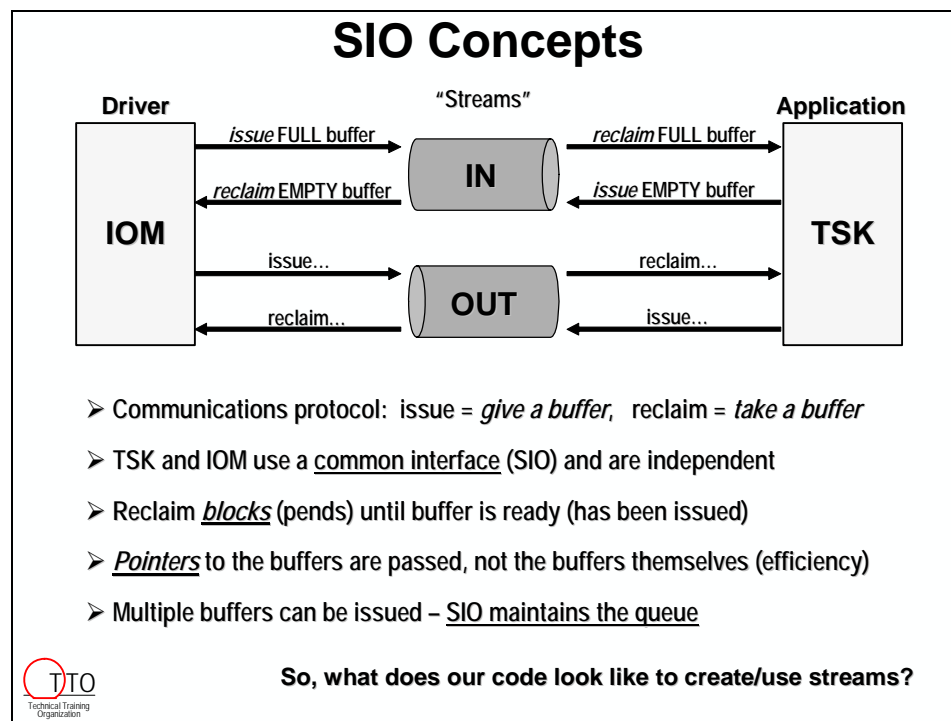 SIO Concepts
Driver
“Streams”
Application
issue FULL buffer
reclaim FULL buffer
IN
reclaim EMPTY buffer
issue EMPTY buffer
IOM
TSK
issue…
reclaim…
OUT
reclaim…
issue…
➢ Communications protocol: issue = give a buffer, reclaim = take a buffer
➢ TSK and IOM use a common interface (SIO) and are independent
➢ Reclaim blocks (pends) until buffer is ready (has been issued)
➢ Pointers to the buffers are passed, not the buffers themselves (efficiency)
➢ Multiple buffers can be issued – SIO maintains the queue
So, what does our code look like to create/use streams?
TTO
Technical Training
Organization